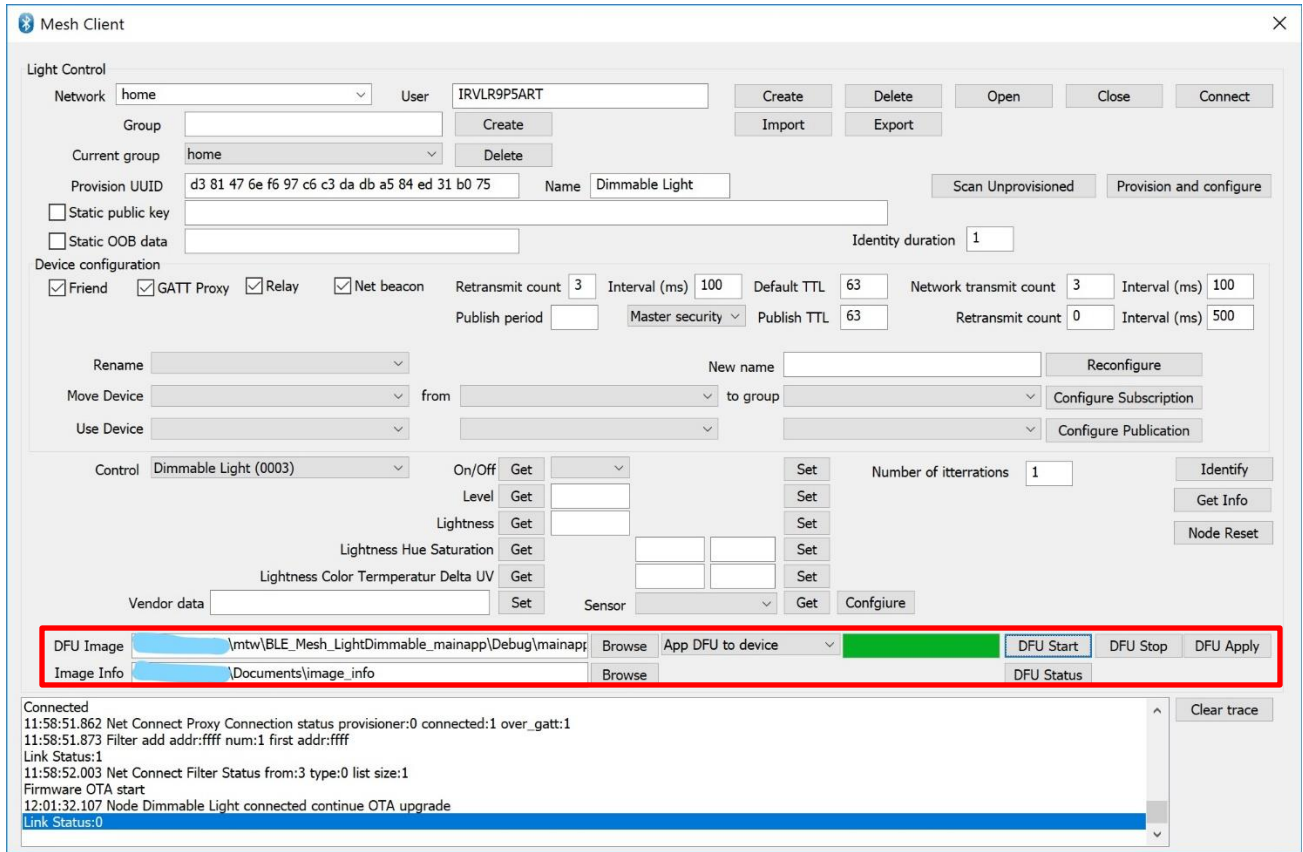 Mesh Client
Light Control
Network home User IRVLR9P5ART Create Delete Open Close Connect
Group Create Import Export
Current group home Delete
Provision UUID d3 81 47 6e f6 97 c6 c3 da db a5 84 ed 31 b0 75 Name Dimmable Light Scan Unprovisioned Provision and configure
Static public key
Static OOB data Identity duration 1
Device configuration
Friend GATT Proxy Relay Net beacon Retransmit count 3 Interval (ms) 100 Default TTL 63 Network transmit count 3 Interval (ms) 100
Publish period Master security Publish TTL 63 Retransmit count 0 Interval (ms) 500
Rename New name Reconfigure
Move Device from to group Configure Subscription
Use Device Configure Publication
Control Dimmable Light (0003) On/Off Get Set Number of itterrations 1 Identify
Level Get Set Get Info
Lightness Get Set
Node Reset
Lightness Hue Saturation Get Set
Lightness Color Termperatur Delta UV Get Set
Vendor data Set Sensor Get Confgiure
DFU Image \mtw\BLE_Mesh_LightDimmable_mainapp\Debug\mainapp Browse App DFU to device DFU Start DFU Stop DFU Apply
Image Info \Documents\image_info Browse DFU Status
Connected Clear trace
11:58:51.862 Net Connect Proxy Connection status provisioner:0 connected:1 over_gatt:1
11:58:51.873 Filter add addr:ffff num:1 first addr:ffff
Link Status:1
11:58:52.003 Net Connect Filter Status from:3 type:0 list size:1
Firmware OTA start
12:01:32.107 Node Dimmable Light connected continue OTA upgrade
Link Status:0